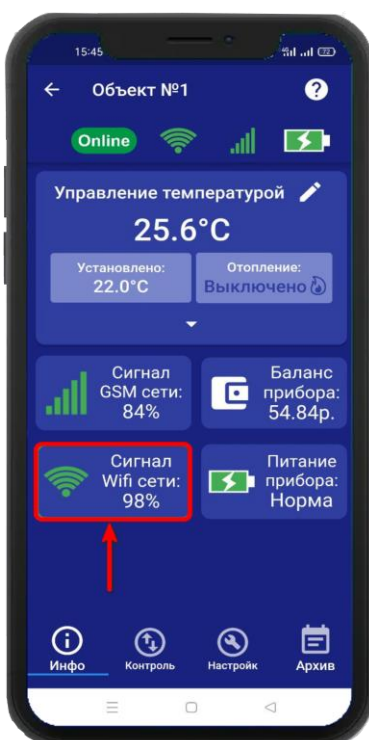 15:45
72
Объект №1
?
Online
Управление температурой
25.6°C
Установлено:
22.0°C
Отопление:
Выключено
Сигнал
GSM сети:
84%
Баланс
прибора:
54.84р.
Сигнал
Wifi сети:
98%
Питание
прибора:
Норма
Инфо
Контроль
Настройк
Архив